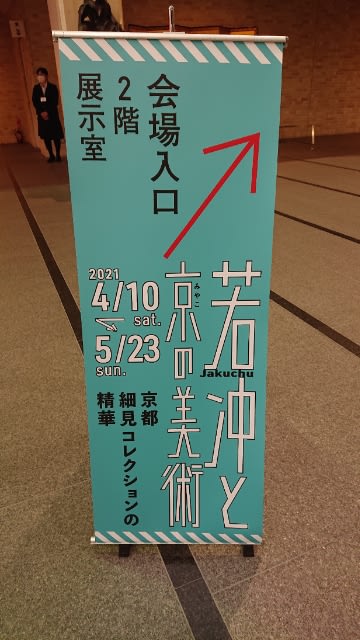 会場入口
2階
展示室
若冲と
Jakuchu
京の美術
みやこ
2021
4/10
sat.
5/23
sun.
京都
細見コレクションの
精華